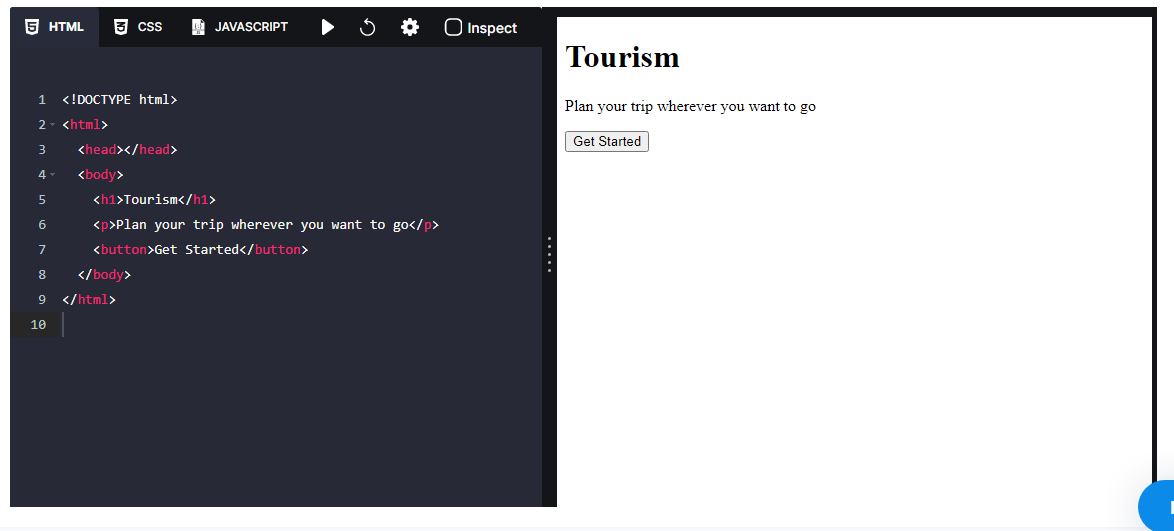 HTML CSS JAVASCRIPT Inspect
1 <!DOCTYPE html>
2 <html>
3 <head></head>
4 <body>
5 <h1>Tourism</h1>
6 <p>Plan your trip wherever you want to go</p>
7 <button>Get Started</button>
8 </body>
9 </html>
10
Tourism
Plan your trip wherever you want to go
Get Started